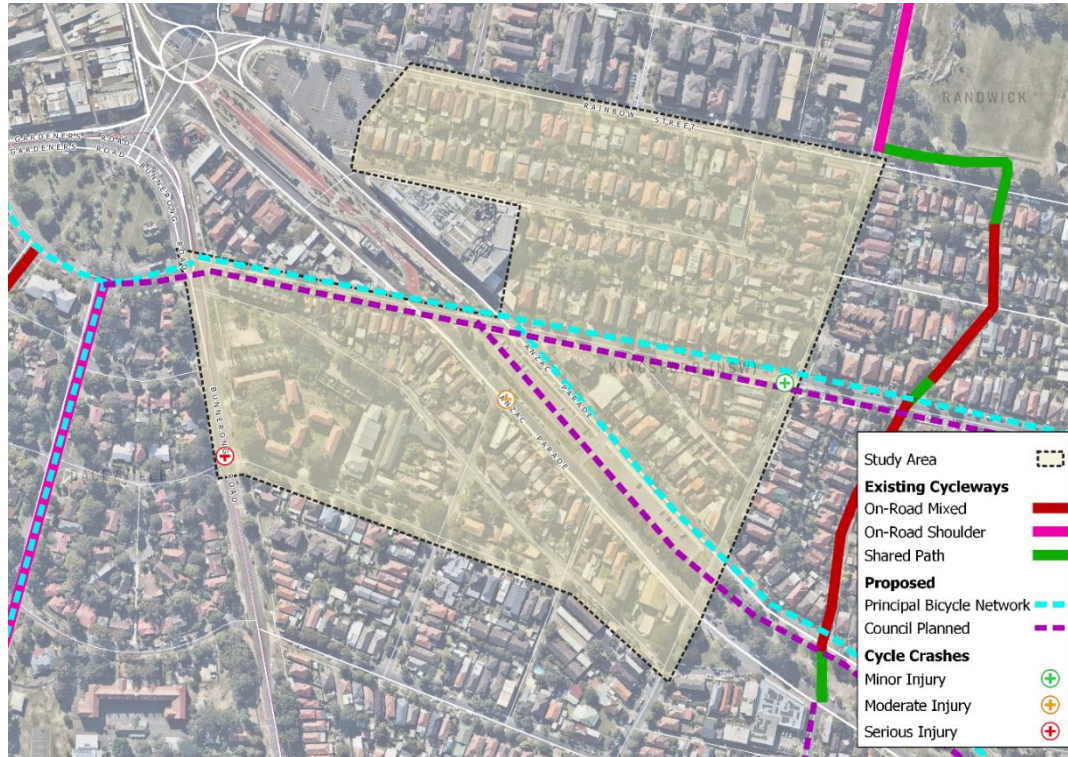 RANDWICK
RAINBOW STREET
GARDENERS ROAD
GARDENERS ROAD
BUNNERONG ROAD
KINGSFORD (NSW)
ANZAC PARADE
ANZAC PARADE
BUNNERONG ROAD
Study Area
Existing Cycleways
On-Road Mixed
On-Road Shoulder
Shared Path
Proposed
Principal Bicycle Network
Council Planned
Cycle Crashes
Minor Injury
Moderate Injury
Serious Injury